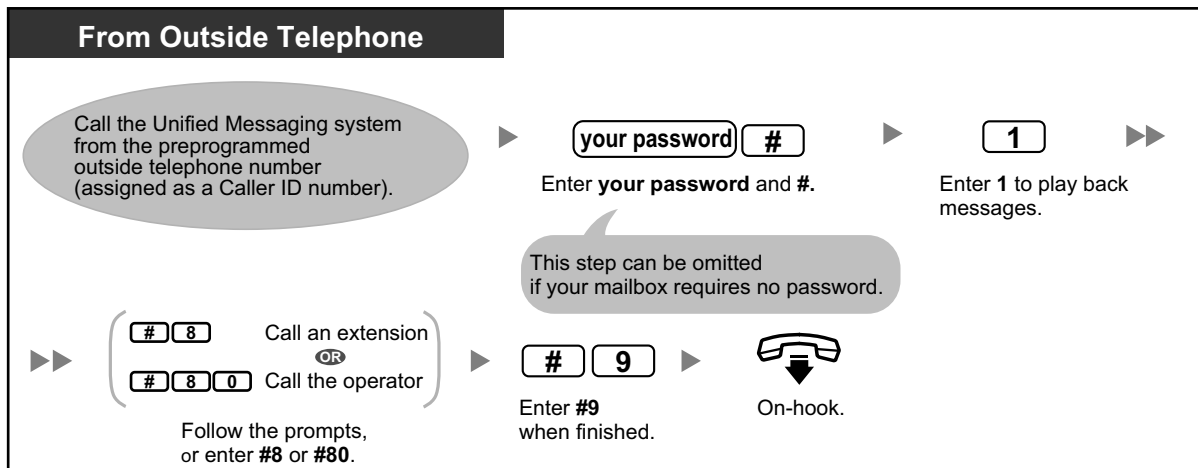 From Outside Telephone
Call the Unified Messaging system
from the preprogrammed
outside telephone number
(assigned as a Caller ID number).
your password #
Enter your password and #.
This step can be omitted
if your mailbox requires no password.
1
Enter 1 to play back
messages.
# 8 Call an extension
OR
# 8 0 Call the operator
Follow the prompts,
or enter #8 or #80.
# 9
Enter #9
when finished.
On-hook.